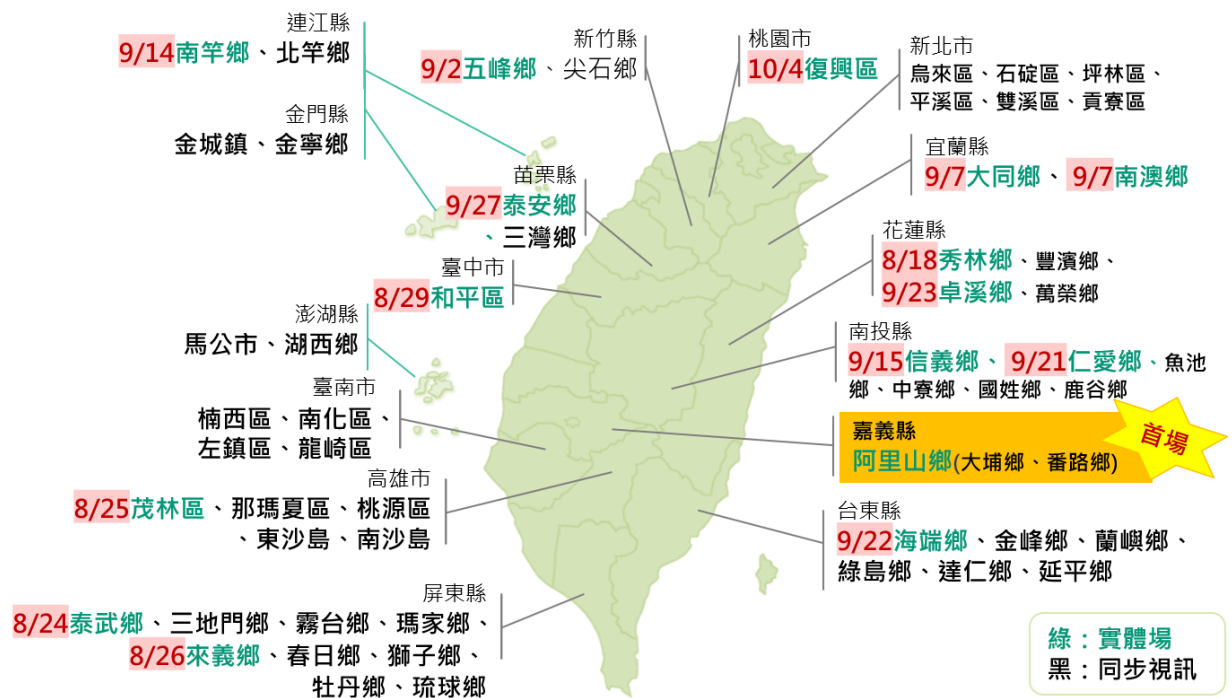 連江縣
9/14南竿鄉、北竿鄉
金門縣
金城鎮、金寧鄉
新竹縣
9/2五峰鄉、尖石鄉
桃園市
10/4復興區
新北市
烏來區、石碇區、坪林區、
平溪區、雙溪區、貢寮區
宜蘭縣
9/7大同鄉、9/7南澳鄉
苗栗縣
9/27泰安鄉
、三灣鄉
花蓮縣
8/18秀林鄉、豐濱鄉、
9/23卓溪鄉、萬榮鄉
臺中市
8/29和平區
澎湖縣
馬公市、湖西鄉
南投縣
9/15信義鄉、9/21仁愛鄉、魚池
鄉、中寮鄉、國姓鄉、鹿谷鄉
臺南市
楠西區、南化區、
左鎮區、龍崎區
嘉義縣
阿里山鄉(大埔鄉、番路鄉)
首場
高雄市
8/25茂林區、那瑪夏區、桃源區
、東沙島、南沙島
台東縣
9/22海端鄉、金峰鄉、蘭嶼鄉、
綠島鄉、達仁鄉、延平鄉
屏東縣
8/24泰武鄉、三地門鄉、霧台鄉、瑪家鄉、
8/26來義鄉、春日鄉、獅子鄉、
牡丹鄉、琉球鄉
綠：實體場
黑：同步視訊